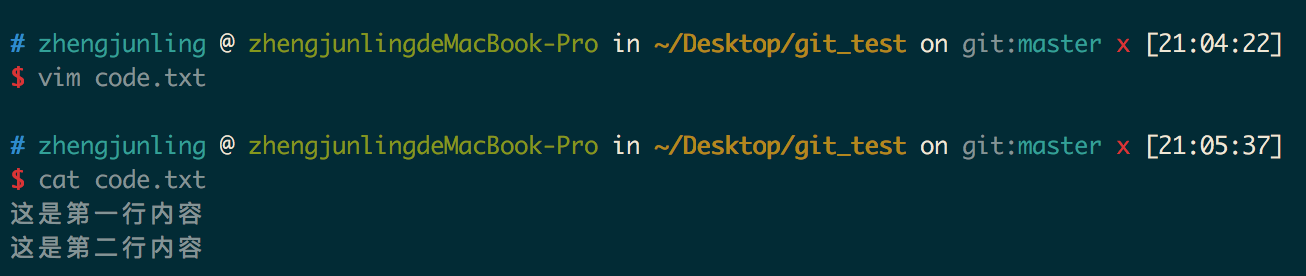 # zhengjunling @ zhengjunlingdeMacBook-Pro in ~/Desktop/git_test on git:master x [21:04:22]
$ vim code.txt
# zhengjunling @ zhengjunlingdeMacBook-Pro in ~/Desktop/git_test on git:master x [21:05:37]
$ cat code.txt
这是第一行内容
这是第二行内容